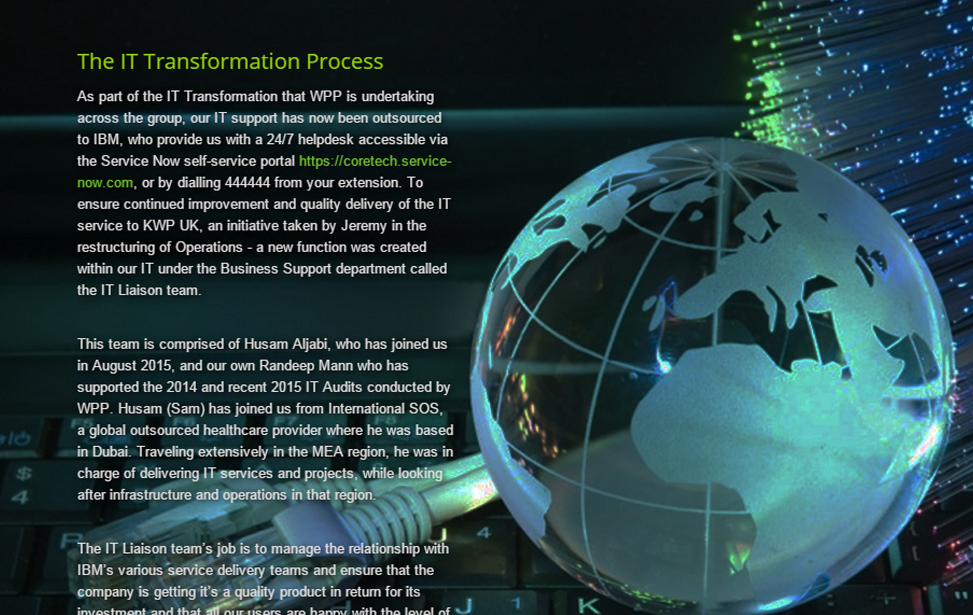 The IT Transformation Process
As part of the IT Transformation that WPP is undertaking
across the group, our IT support has now been outsourced
to IBM, who provide us with a 24/7 helpdesk accessible via
the Service Now self-service portal https://coretech.service-
now.com, or by dialling 444444 from your extension. To
ensure continued improvement and quality delivery of the IT
service to KWP UK, an initiative taken by Jeremy in the
restructuring of Operations - a new function was created
within our IT under the Business Support department called
the IT Liaison team.
This team is comprised of Husam Aljabi, who has joined us
in August 2015, and our own Randeep Mann who has
supported the 2014 and recent 2015 IT Audits conducted by
WPP. Husam (Sam) has joined us from International SOS,
a global outsourced healthcare provider where he was based
in Dubai. Traveling extensively in the MEA region, he was in
charge of delivering IT services and projects, while looking
after infrastructure and operations in that region.
The IT Liaison team's job is to manage the relationship with
IBM's various service delivery teams and ensure that the
company is getting it's a quality product in return for its
investment and that all our users are happy with the level of
F5 F6 F7 F8
$
4
R
J 4
J 1
K